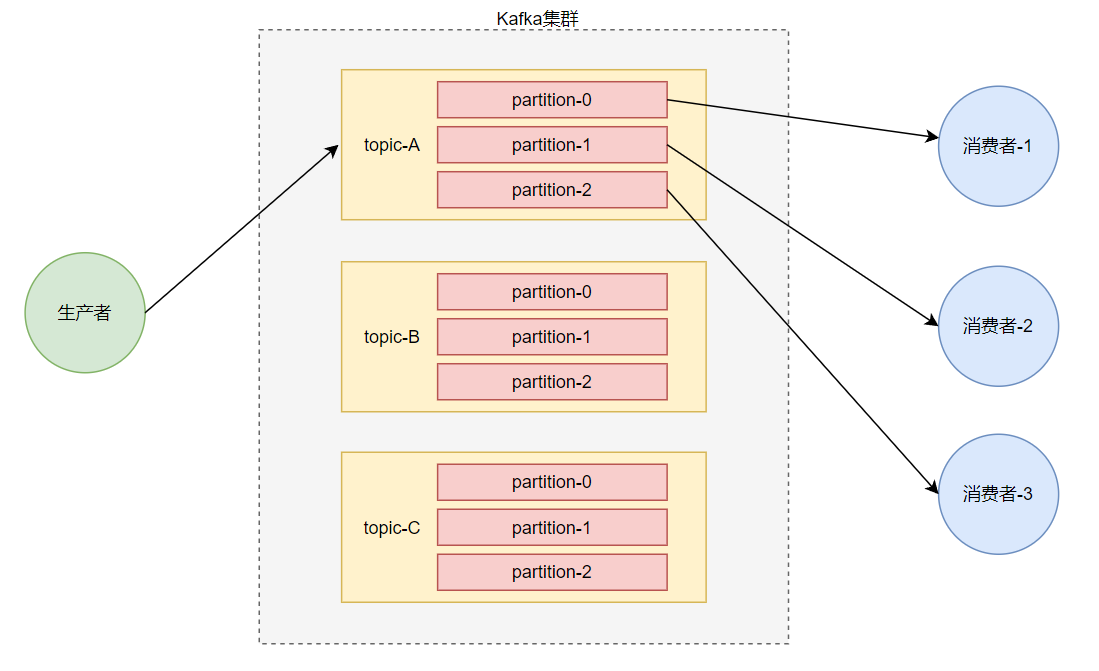 Kafka集群
生产者
topic-A
partition-0
partition-1
partition-2
topic-B
partition-0
partition-1
partition-2
topic-C
partition-0
partition-1
partition-2
消费者-1
消费者-2
消费者-3